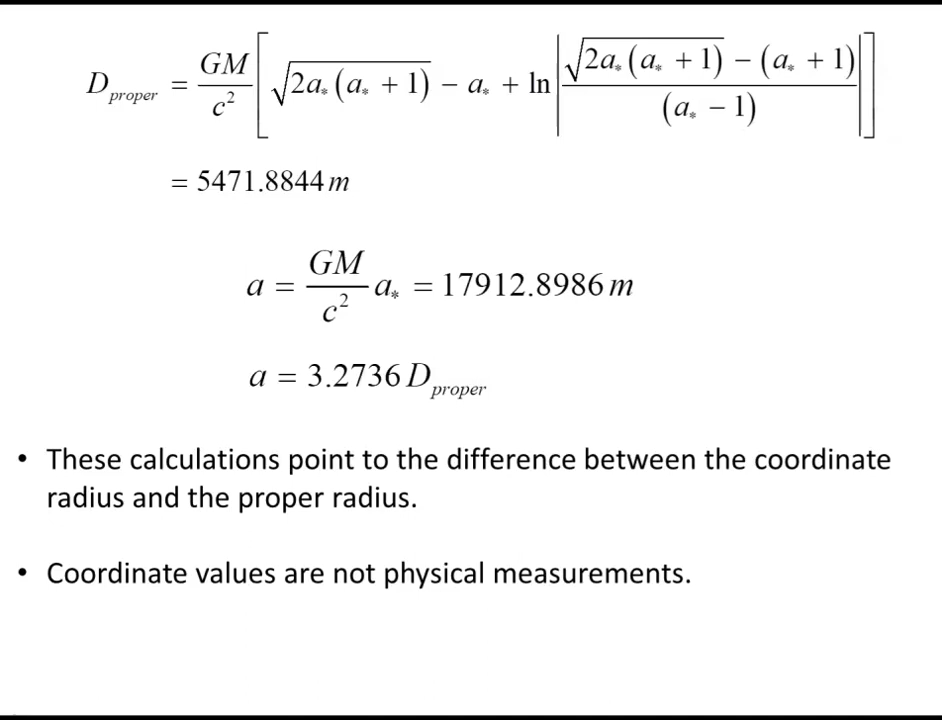 D_proper = GM/c² [ √(2a*(a* + 1)) − a* + ln | (√(2a*(a* + 1)) − (a* + 1)) / (a* − 1) | ]
= 5471.8844 m
a = GM/c² a* = 17912.8986 m
a = 3.2736 D_proper
• These calculations point to the difference between the coordinate
radius and the proper radius.
• Coordinate values are not physical measurements.